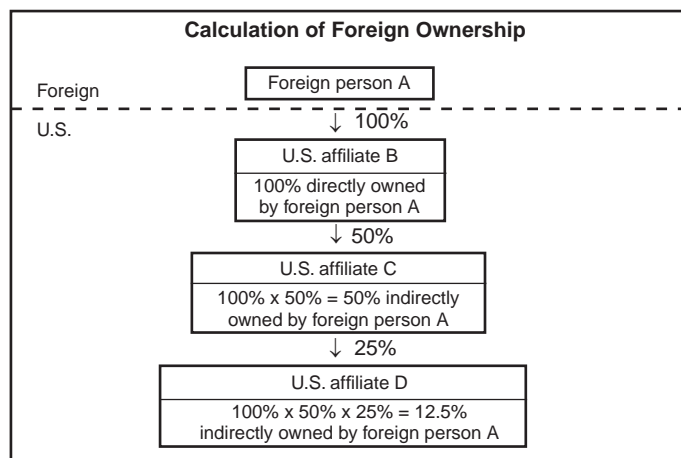 Calculation of Foreign Ownership
Foreign person A
Foreign
U.S.
↓ 100%
U.S. affiliate B
100% directly owned
by foreign person A
↓ 50%
U.S. affiliate C
100% x 50% = 50% indirectly
owned by foreign person A
↓ 25%
U.S. affiliate D
100% x 50% x 25% = 12.5%
indirectly owned by foreign person A